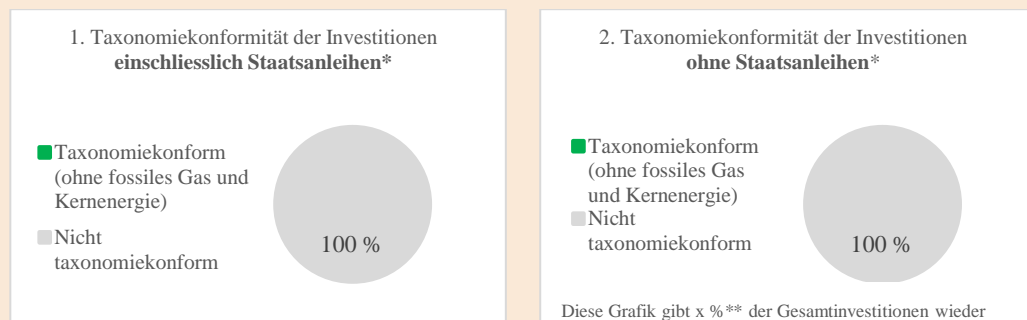 1. Taxonomiekonformität der Investitionen
einschliesslich Staatsanleihen*
Taxonomiekonform
(ohne fossiles Gas und
Kernenergie)
Nicht
taxonomiekonform
100 %
2. Taxonomiekonformität der Investitionen
ohne Staatsanleihen*
Taxonomiekonform
(ohne fossiles Gas
und Kernenergie)
Nicht
taxonomiekonform
100 %
Diese Grafik gibt x %** der Gesamtinvestitionen wieder